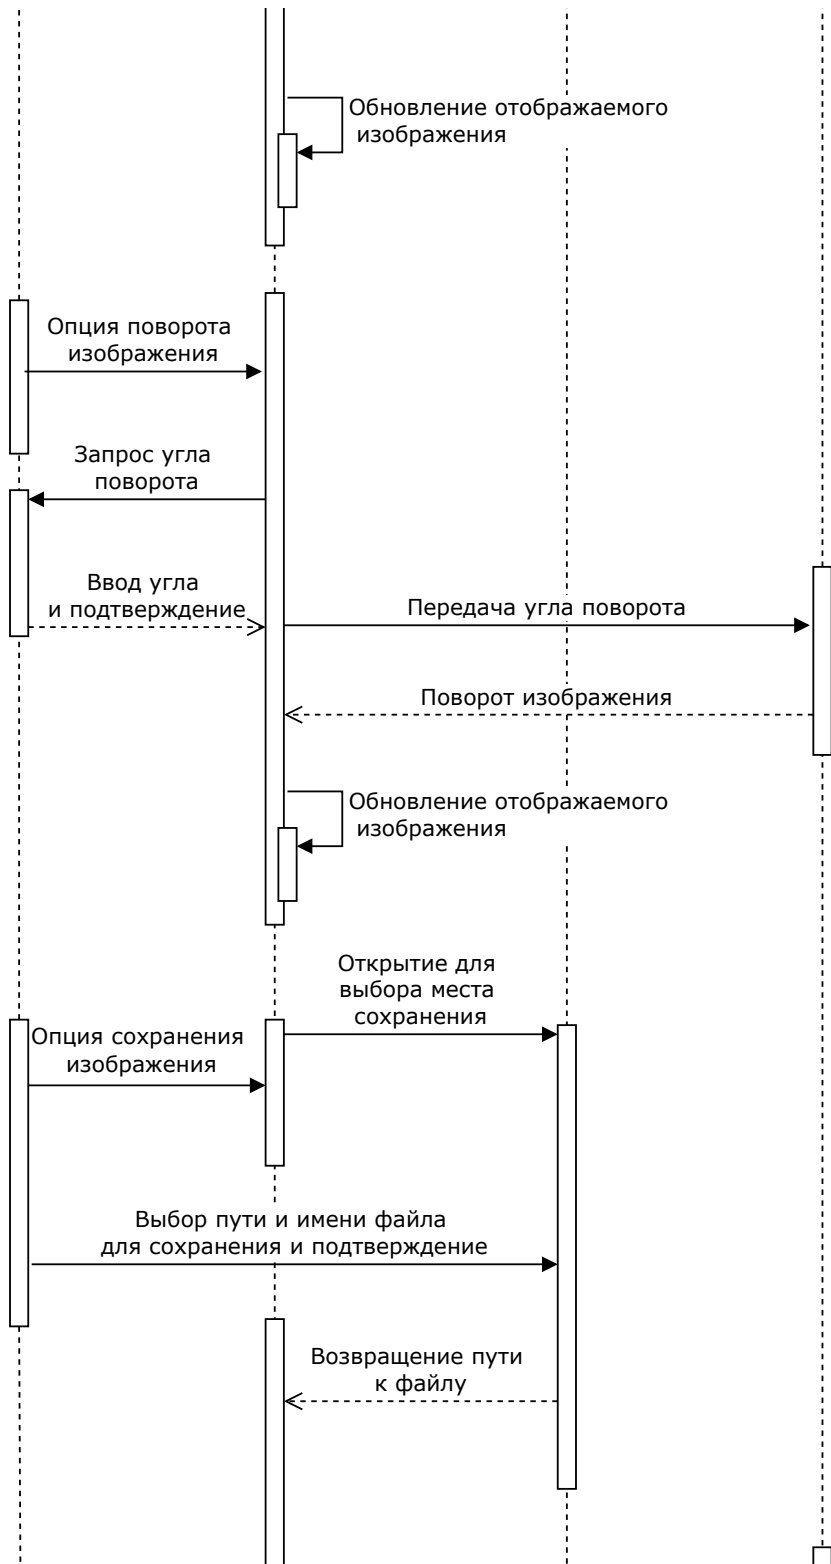 Обновление отображаемого
изображения
Опция поворота
изображения
Запрос угла
поворота
Ввод угла
и подтверждение
Передача угла поворота
Поворот изображения
Обновление отображаемого
изображения
Открытие для
выбора места
сохранения
Опция сохранения
изображения
Выбор пути и имени файла
для сохранения и подтверждение
Возвращение пути
к файлу